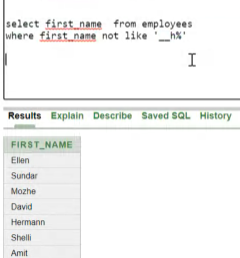 select first_name  from employees
where first_name not like '__h%'
Results Explain Describe Saved SQL History
FIRST_NAME
Ellen
Sundar
Mozhe
David
Hermann
Shelli
Amit